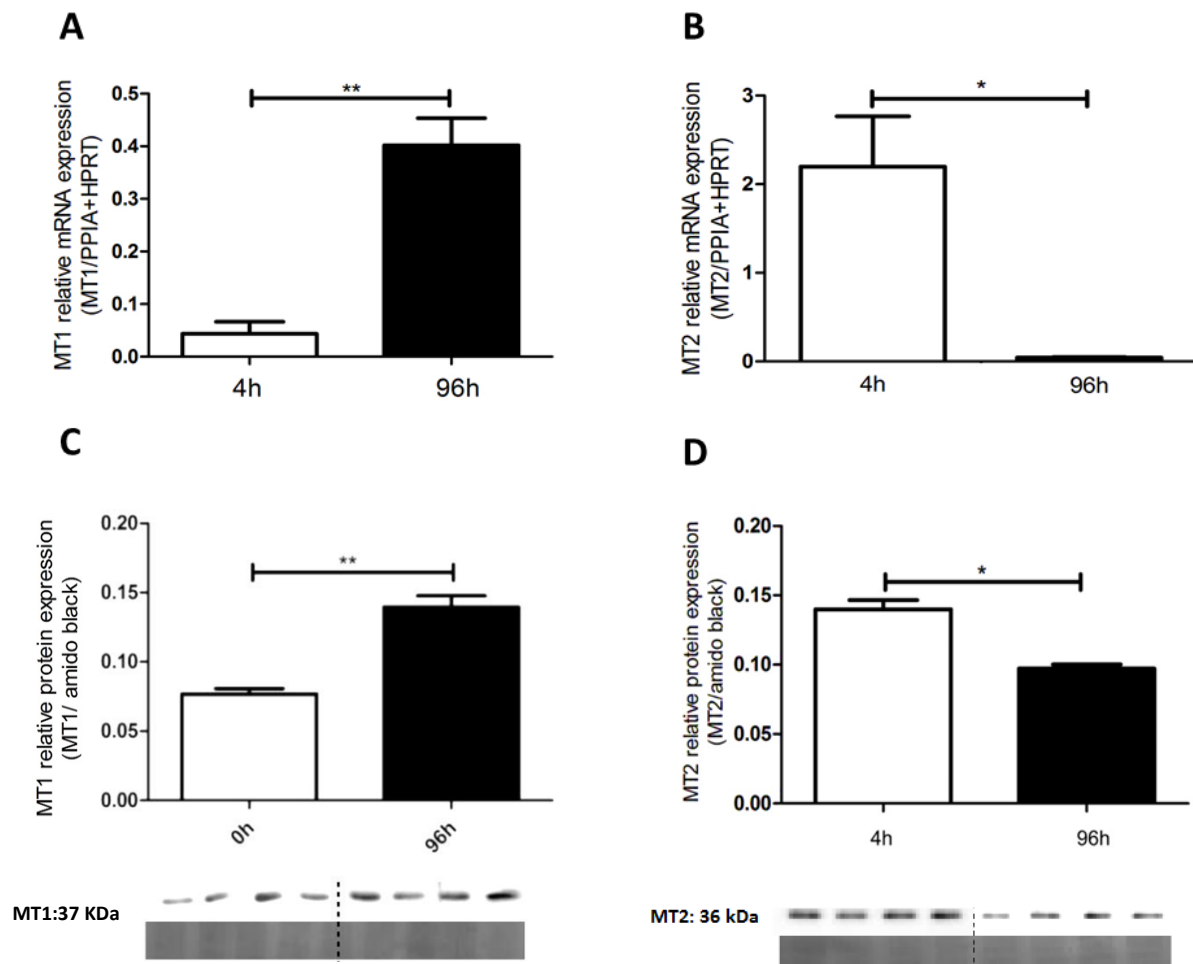 A
MT1 relative mRNA expression
(MT1/PPIA+HPRT)
0.5
0.4
0.3
0.2
0.1
0.0
**
4h
96h
B
MT2 relative mRNA expression
(MT2/PPIA+HPRT)
3
2
1
0
*
4h
96h
C
MT1 relative protein expression
(MT1/ amido black)
0.20
0.15
0.10
0.05
0.00
**
0h
96h
MT1:37 KDa
D
MT2 relative protein expression
(MT2/amido black)
0.20
0.15
0.10
0.05
0.00
*
4h
96h
MT2: 36 kDa